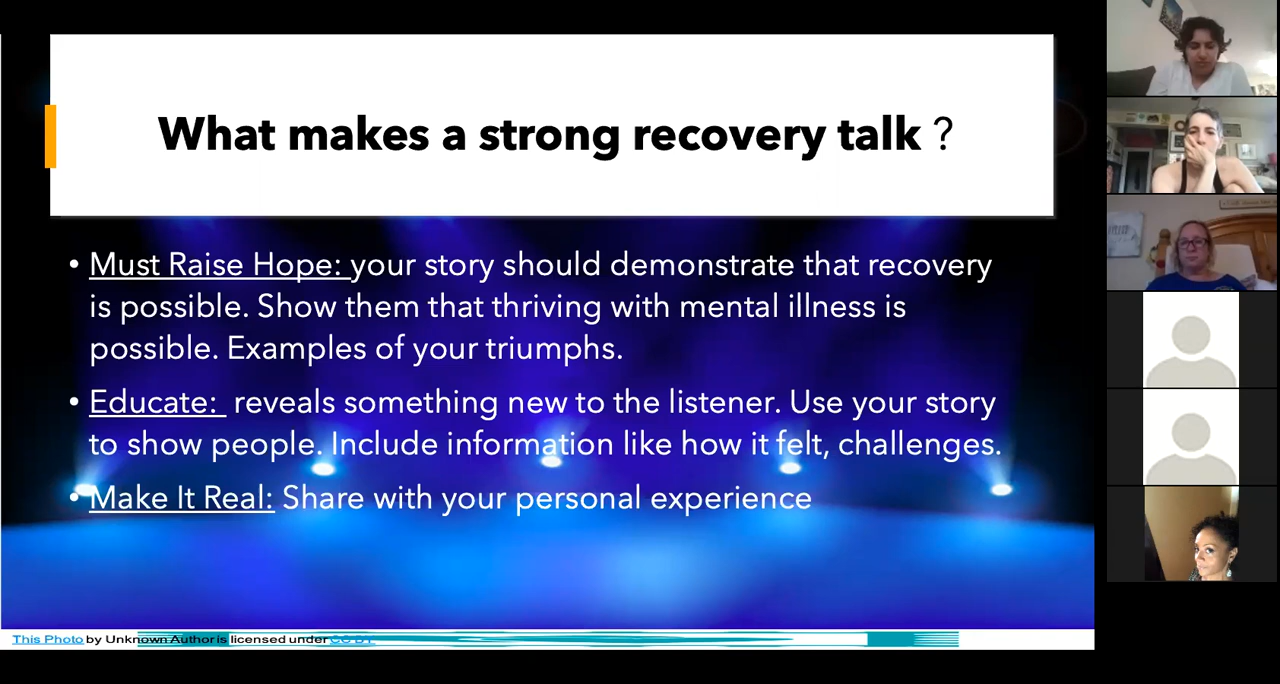 What makes a strong recovery talk ?
• Must Raise Hope: your story should demonstrate that recovery
is possible. Show them that thriving with mental illness is
possible. Examples of your triumphs.
• Educate:  reveals something new to the listener. Use your story
to show people. Include information like how it felt, challenges.
• Make It Real: Share with your personal experience
This Photo by Unknown Author is licensed under CC BY